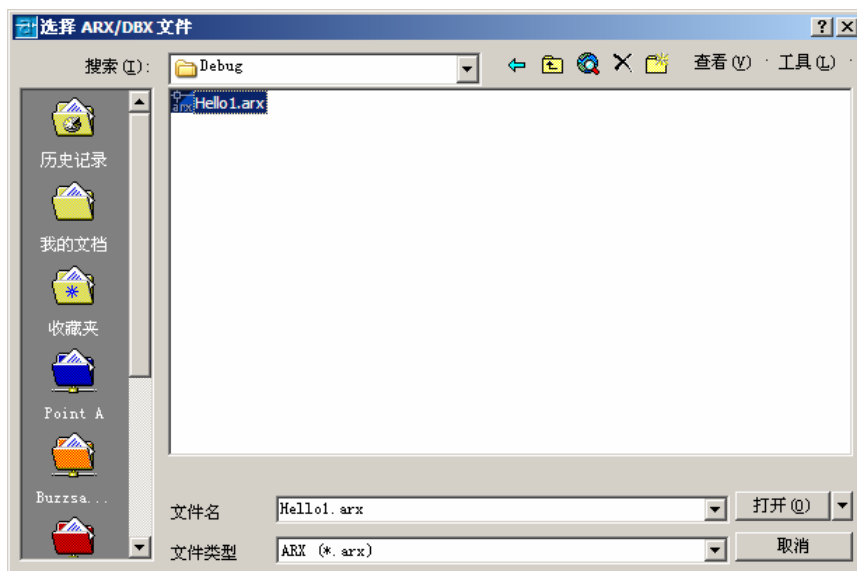 选择 ARX/DBX 文件
搜索(I): Debug 查看(V) 工具(L)
Hello1.arx
历史记录
我的文档
收藏夹
Point A
Buzzsa...
文件名 Hello1.arx 打开(O)
文件类型 ARX (*.arx) 取消